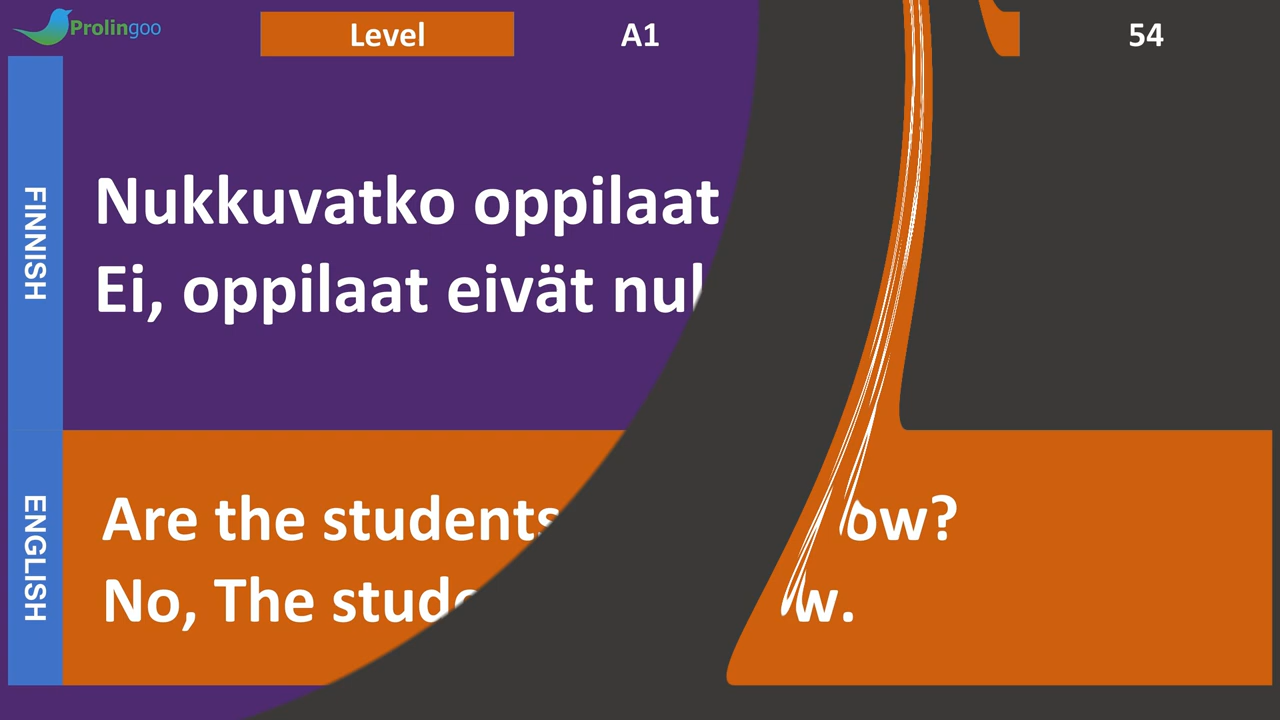 Prolingoo
Level A1 54
FINNISH
Nukkuvatko oppilaat
Ei, oppilaat eivät
ENGLISH
Are the students
No, The